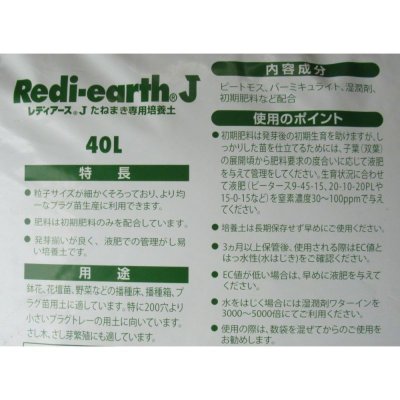 Redi-earth® J
レディアース® J たねまき専用培養土
40L
特長
● 粒子サイズが細かくそろっており、より均
一なプラグ苗生産に利用できます。
● 肥料は初期肥料のみを配合しています。
● 発芽揃いが良く、液肥での管理がし易
い培養土です。
用途
鉢花、花壇苗、野菜などの播種床、播種箱、プ
ラグ苗用土に適しています。特に200穴より
小さいプラグトレーの用土に向いています。
さし木、さし芽繁殖にも適しています。
内容成分
ピートモス、バーミキュライト、湿潤剤、
初期肥料など配合
使用のポイント
● 初期肥料は発芽後の初期生育を助けますが、し
っかりした苗を仕立てるためには、子葉(双葉)
の展開頃から肥料要求の度合いに応じて液肥
を与えて管理をしてください。生育状況に合わせ
て液肥(ピータース9-45-15、20-10-20PLや
15-0-15など)を窒素濃度30～100ppmで与え
てください。
● 培養土は長期保存せず早めにご使用ください。
● 3ヵ月以上保管後、使用される際はEC値と
はっ水性(水はじき)をご確認ください。
● EC値が低い場合は、早めに液肥を与えて
ください。
● 水をはじく場合には湿潤剤ワターインを
3000～5000倍にてご利用ください。
● 使用の際は、数袋を混ぜてからのご使用を
お勧めします。